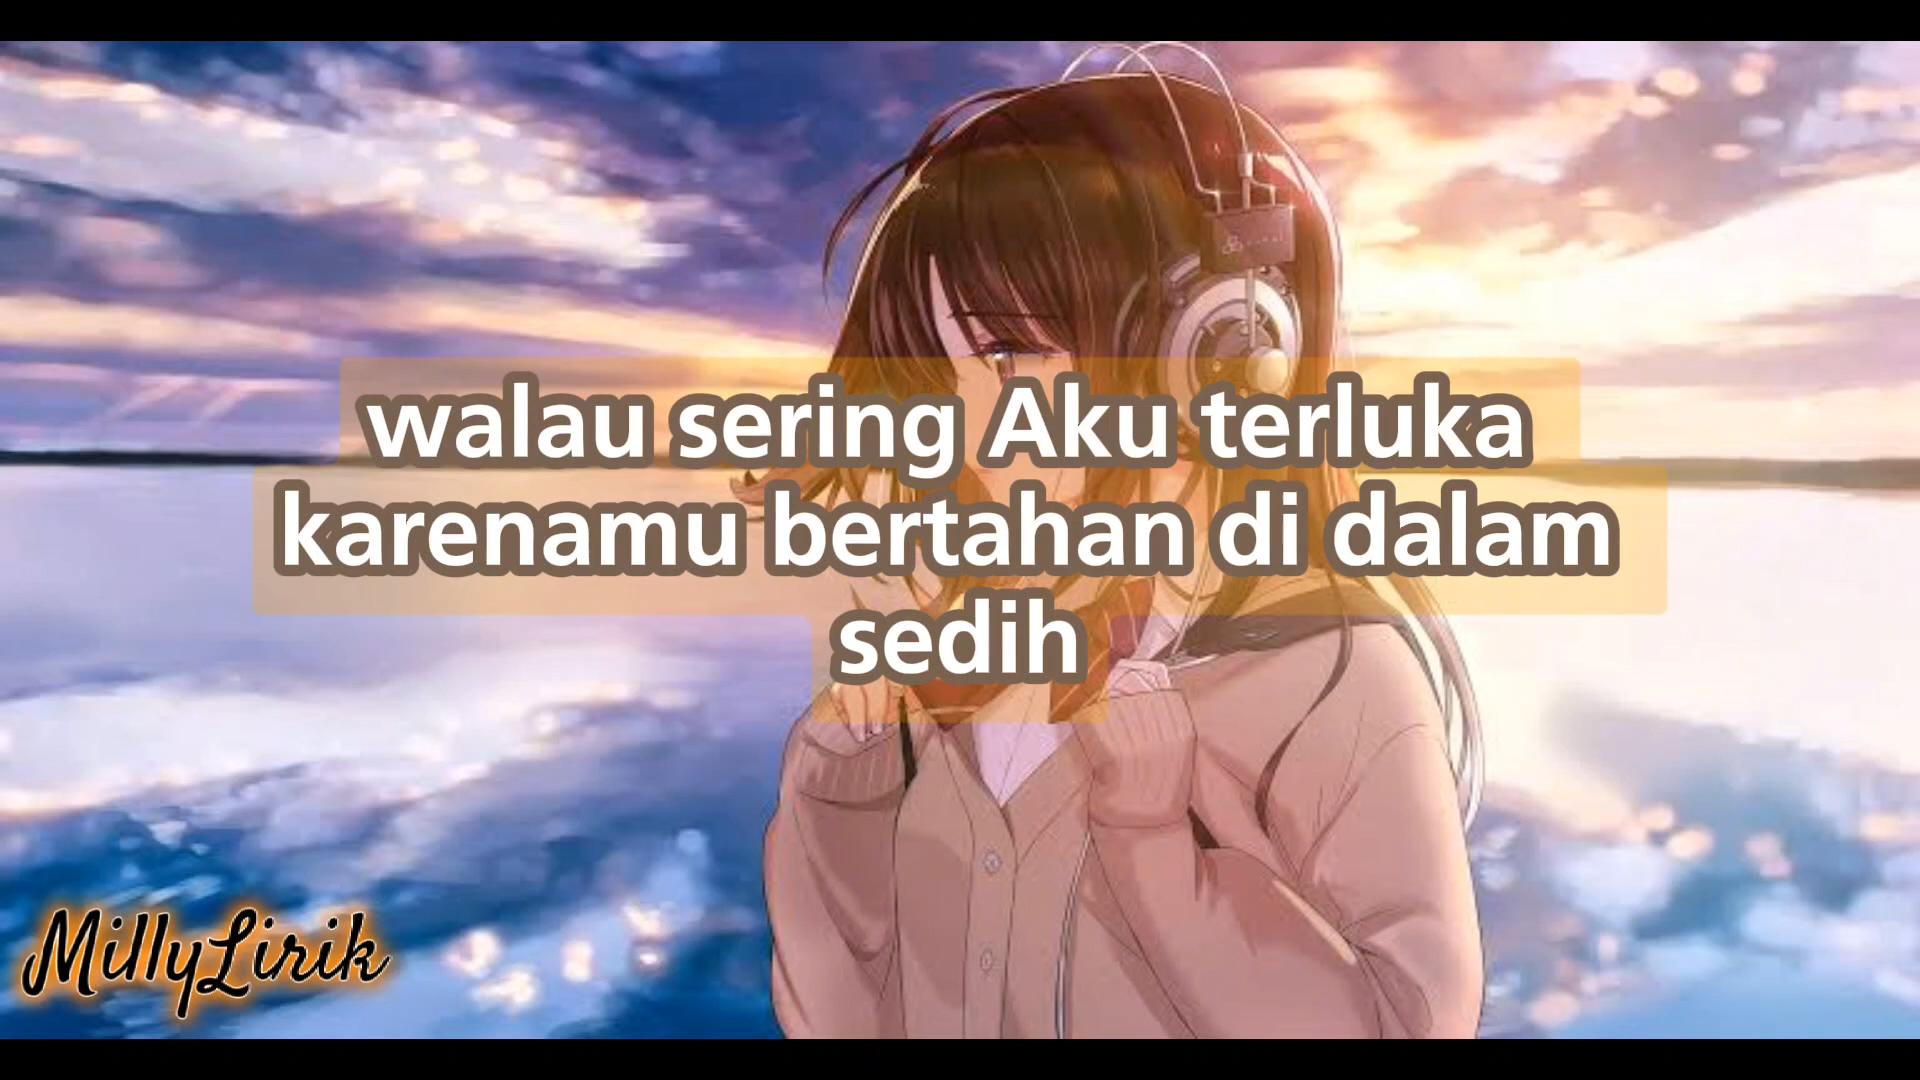 walau sering Aku terluka
karenamu bertahan di dalam
sedih
MillyLirik